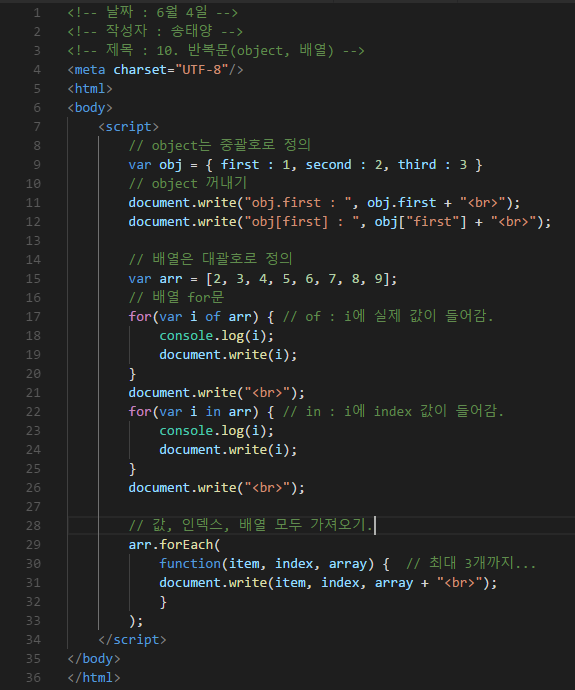 1 <!-- 날짜 : 6월 4일 -->
2 <!-- 작성자 : 송태양 -->
3 <!-- 제목 : 10. 반복문(object, 배열) -->
4 <meta charset="UTF-8"/>
5 <html>
6 <body>
7 <script>
8 // object는 중괄호로 정의
9 var obj = { first : 1, second : 2, third : 3 }
10 // object 꺼내기
11 document.write("obj.first : ", obj.first + "<br>");
12 document.write("obj[first] : ", obj["first"] + "<br>");
13
14 // 배열은 대괄호로 정의
15 var arr = [2, 3, 4, 5, 6, 7, 8, 9];
16 // 배열 for문
17 for(var i of arr) { // of : i에 실제 값이 들어감.
18 console.log(i);
19 document.write(i);
20 }
21 document.write("<br>");
22 for(var i in arr) { // in : i에 index 값이 들어감.
23 console.log(i);
24 document.write(i);
25 }
26 document.write("<br>");
27
28 // 값, 인덱스, 배열 모두 가져오기.
29 arr.forEach(
30 function(item, index, array) { // 최대 3개까지...
31 document.write(item, index, array + "<br>");
32 }
33 );
34 </script>
35 </body>
36 </html>